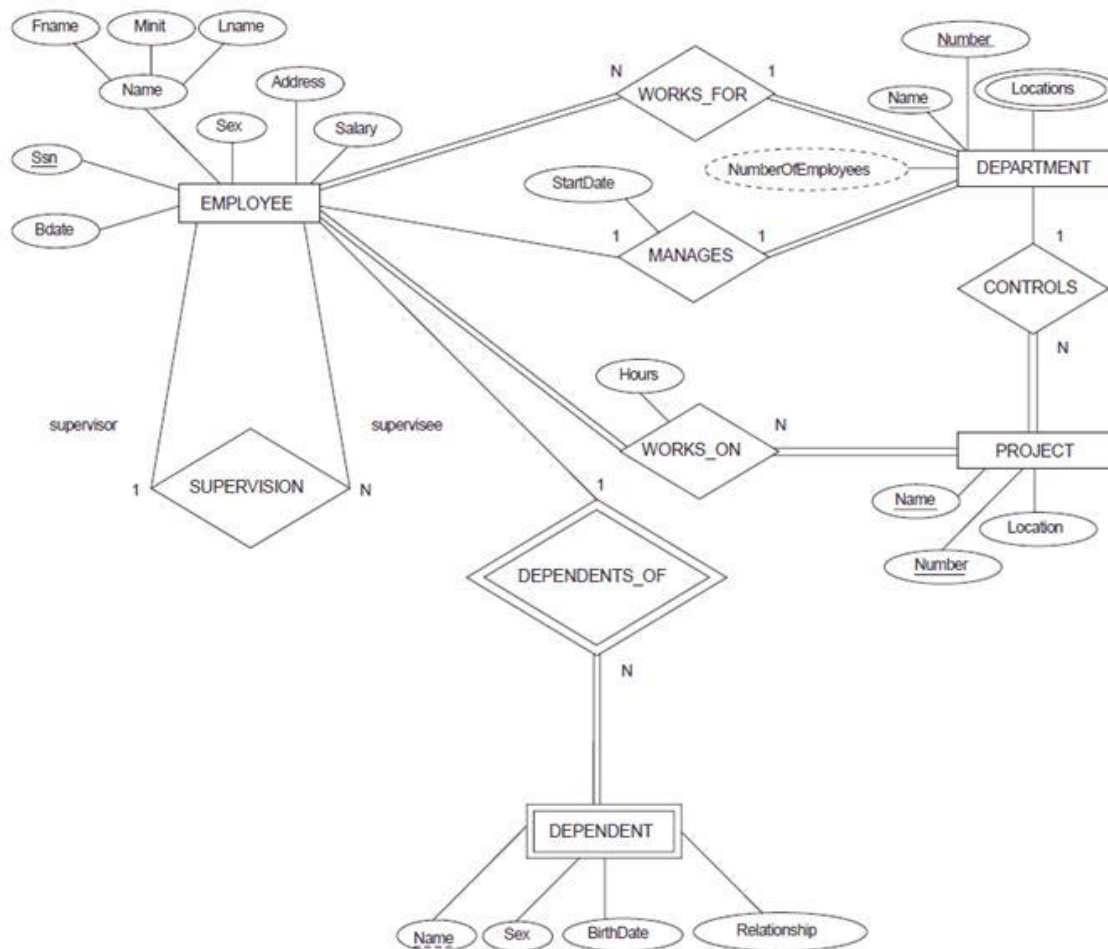 Fname
Minit
Lname
Number
Name
Address
N
1
WORKS_FOR
Name
Locations
Sex
Salary
Ssn
NumberOfEmployees
DEPARTMENT
StartDate
EMPLOYEE
Bdate
1
1
1
MANAGES
CONTROLS
N
Hours
supervisor
supervisee
N
WORKS_ON
PROJECT
1
SUPERVISION
N
1
Name
Location
Number
DEPENDENTS_OF
N
DEPENDENT
Name
Sex
BirthDate
Relationship